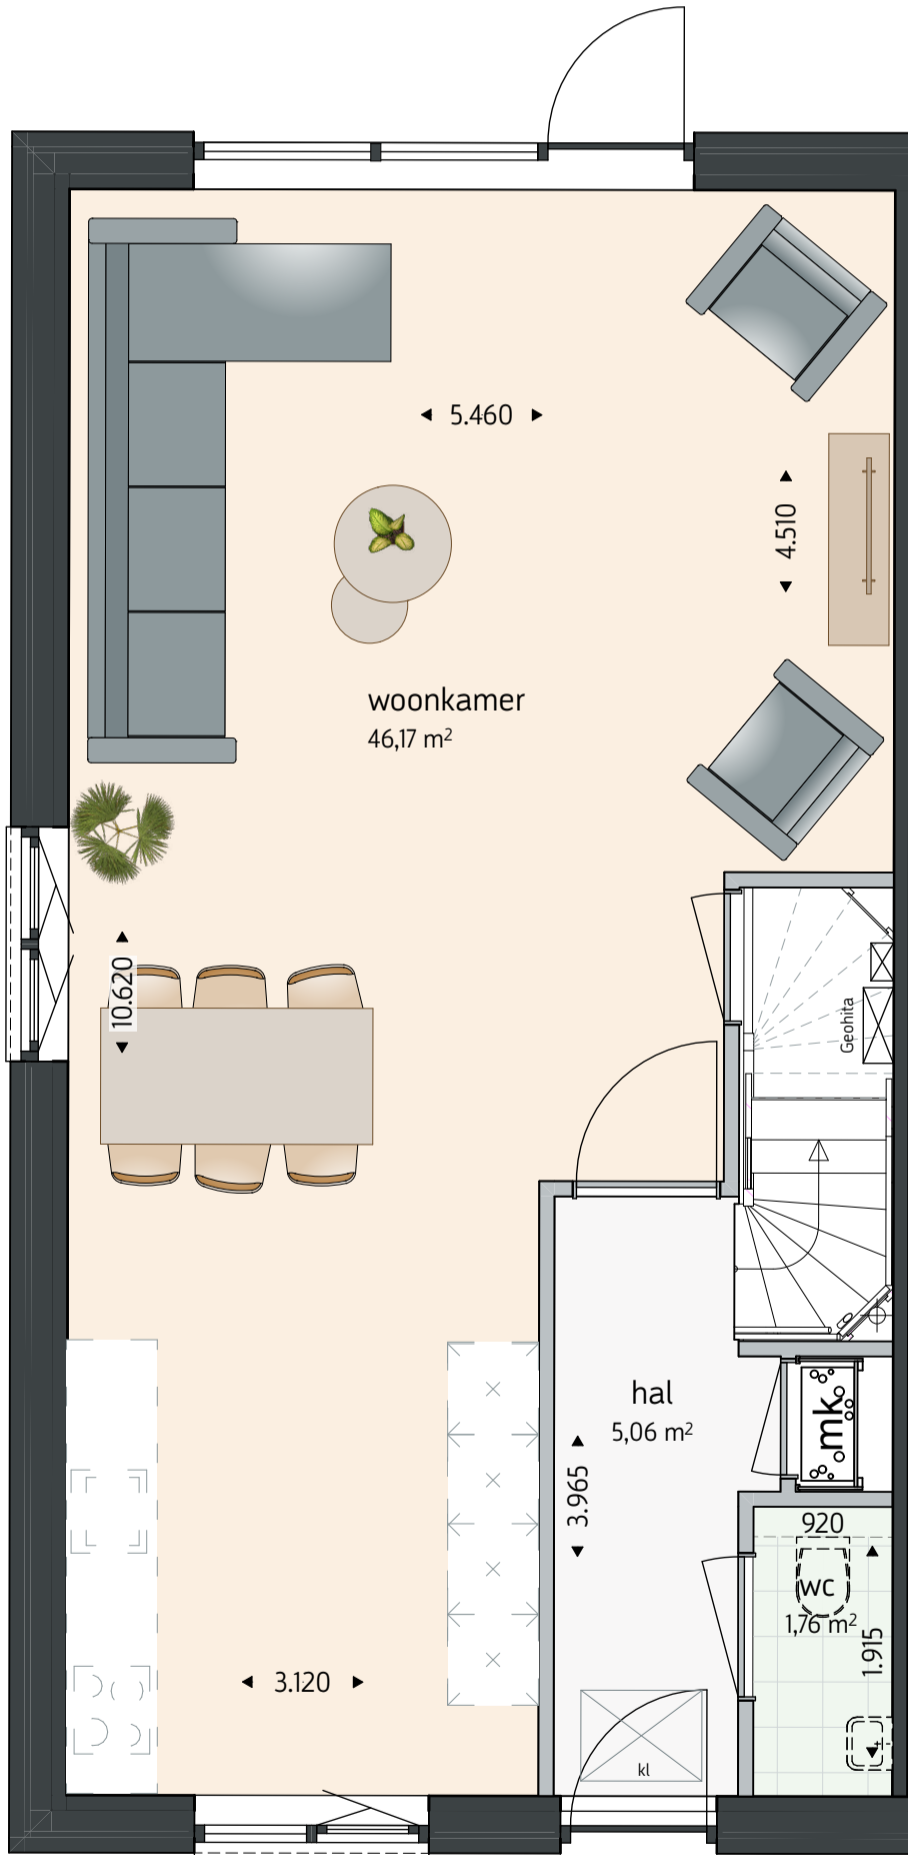 5.460
4.510
woonkamer
46,17 m²
10.620
Geohita
hal
5,06 m²
mk
3.965
920
wc
1,76 m²
1.915
3.120
kl